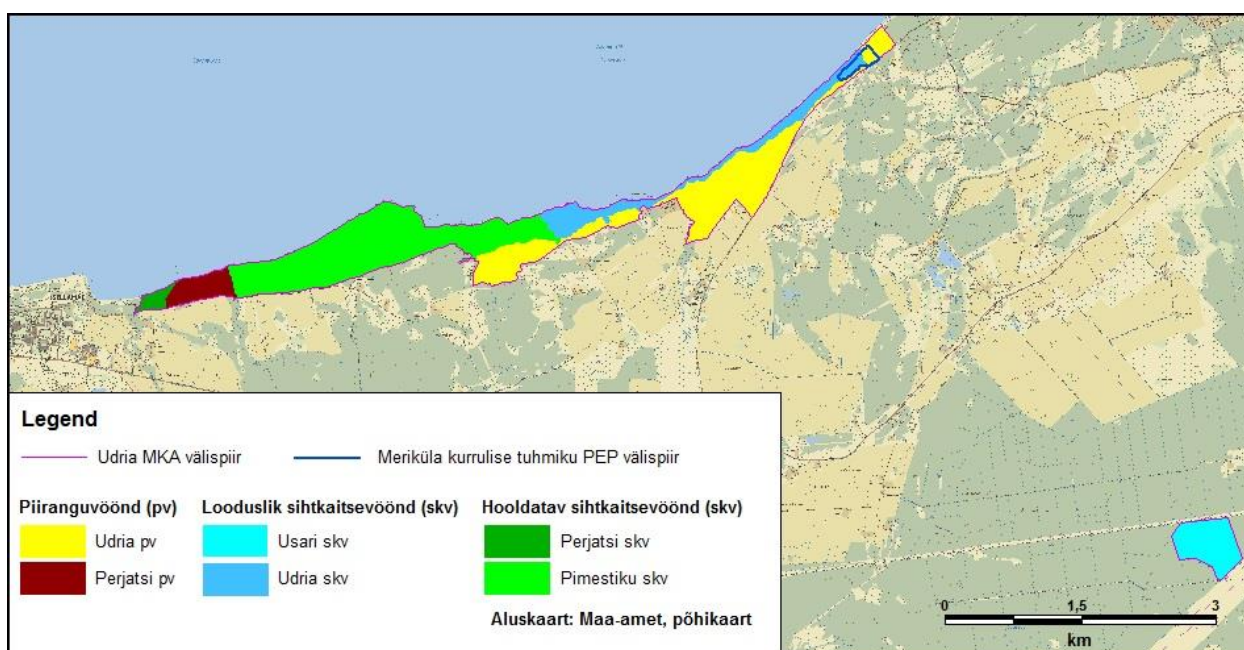 SILLAMÄE
Legend
Udria MKA välispiir
Meriküla kurrulise tuhmiku PEP välispiir
Piiranguvöönd (pv)
Looduslik sihtkaitsevöönd (skv)
Hooldatav sihtkaitsevöönd (skv)
Udria pv
Usari skv
Perjatsi skv
Perjatsi pv
Udria skv
Pimestiku skv
Aluskaart: Maa-amet, põhikaart
0 1,5 3
km